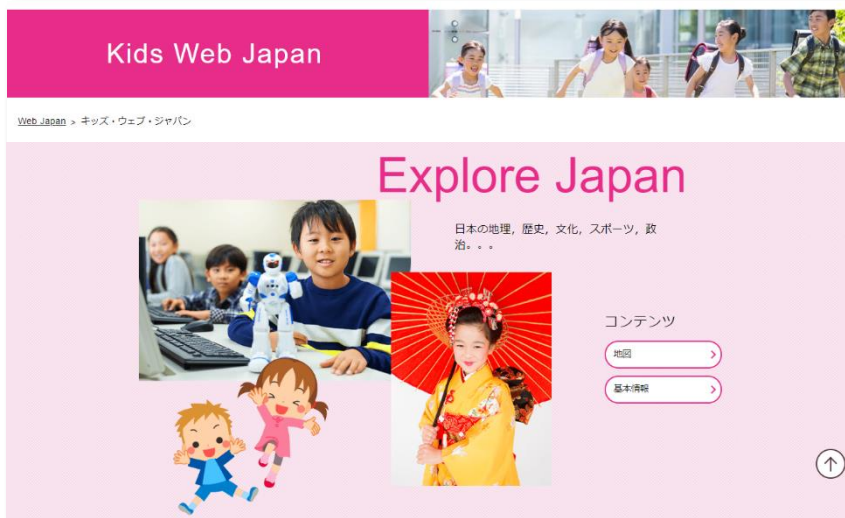 Kids Web Japan
Web Japan > キッズ・ウェブ・ジャパン
Explore Japan
日本の地理，歴史，文化，スポーツ，政
治。。。
コンテンツ
地図
基本情報